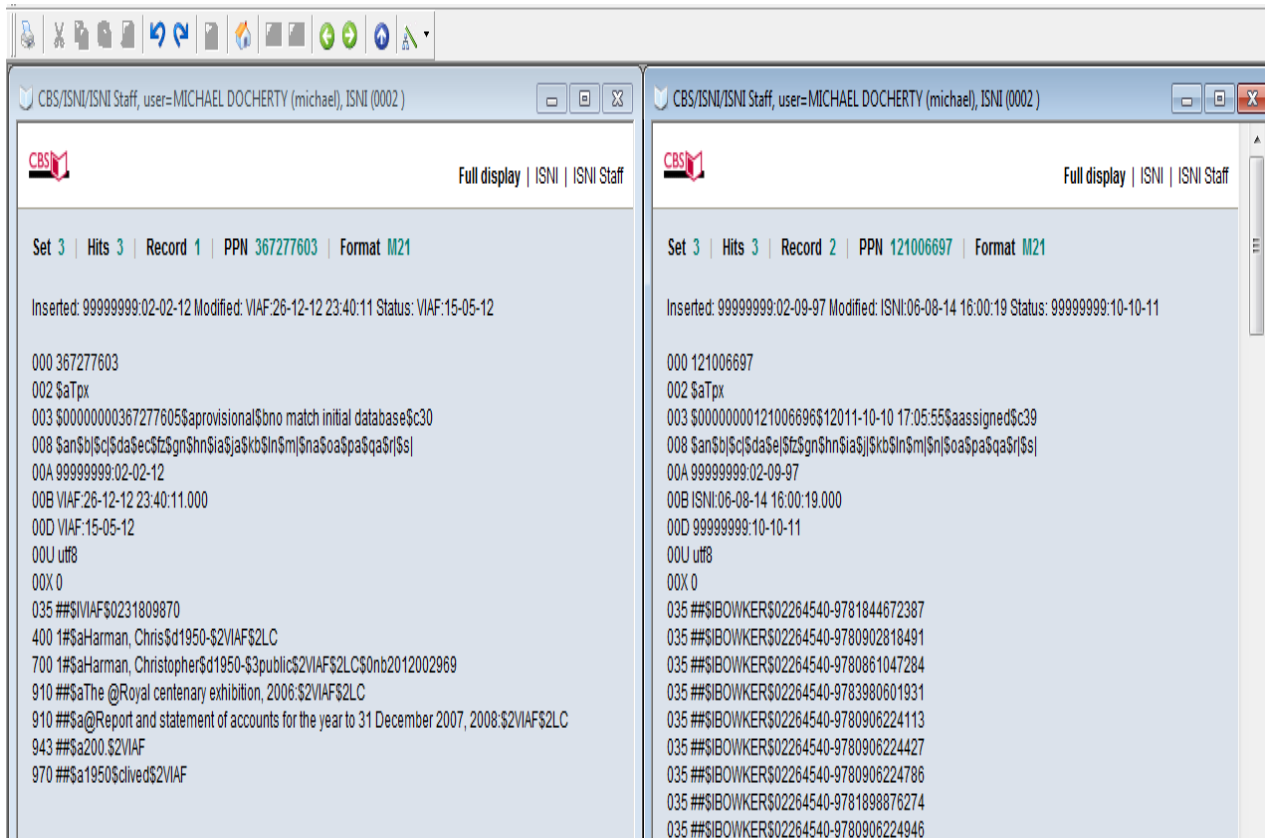 CBS/ISNI/ISNI Staff, user=MICHAEL DOCHERTY (michael), ISNI (0002 )
CBS
Full display | ISNI | ISNI Staff
Set 3 | Hits 3 | Record 1 | PPN 367277603 | Format M21
Inserted: 99999999:02-02-12 Modified: VIAF:26-12-12 23:40:11 Status: VIAF:15-05-12
000 367277603
002 $aTpx
003 $00000000367277605$aprovisional$bno match initial database$c30
008 $an$b|$c|$da$ec$fz$gn$hn$ia$ja$kb$ln$m|$na$oa$pa$qa$r|$s|
00A 99999999:02-02-12
00B VIAF:26-12-12 23:40:11.000
00D VIAF:15-05-12
00U utf8
00X 0
035 ##$IVIAF$0231809870
400 1#$aHarman, Chris$d1950-$2VIAF$2LC
700 1#$aHarman, Christopher$d1950-$3public$2VIAF$2LC$0nb2012002969
910 ##$aThe @Royal centenary exhibition, 2006:$2VIAF$2LC
910 ##$a@Report and statement of accounts for the year to 31 December 2007, 2008:$2VIAF$2LC
943 ##$a200.$2VIAF
970 ##$a1950$clived$2VIAF
CBS/ISNI/ISNI Staff, user=MICHAEL DOCHERTY (michael), ISNI (0002 )
CBS
Full display | ISNI | ISNI Staff
Set 3 | Hits 3 | Record 2 | PPN 121006697 | Format M21
Inserted: 99999999:02-09-97 Modified: ISNI:06-08-14 16:00:19 Status: 99999999:10-10-11
000 121006697
002 $aTpx
003 $00000000121006696$12011-10-10 17:05:55$aassigned$c39
008 $an$b|$c|$da$e|$fz$gn$hn$ia$j|$kb$ln$m|$n|$oa$pa$qa$r|$s|
00A 99999999:02-09-97
00B ISNI:06-08-14 16:00:19.000
00D 99999999:10-10-11
00U utf8
00X 0
035 ##$IBOWKER$02264540-9781844672387
035 ##$IBOWKER$02264540-9780902818491
035 ##$IBOWKER$02264540-9780861047284
035 ##$IBOWKER$02264540-9783980601931
035 ##$IBOWKER$02264540-9780906224113
035 ##$IBOWKER$02264540-9780906224427
035 ##$IBOWKER$02264540-9780906224786
035 ##$IBOWKER$02264540-9781898876274
035 ##$IBOWKER$02264540-9780906224946